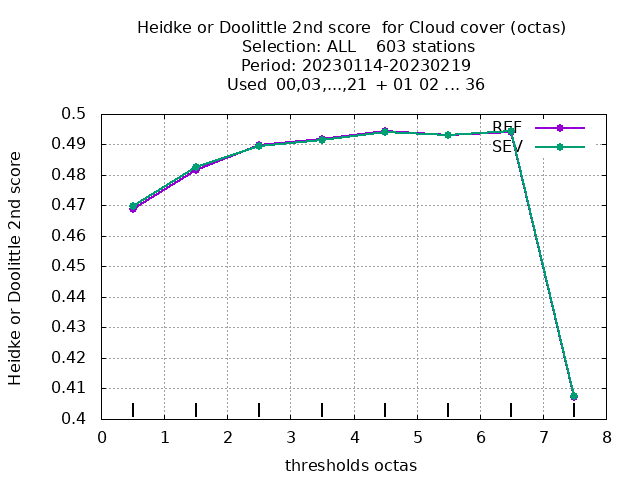 Heidke or Doolittle 2nd score  for Cloud cover (octas)
Selection: ALL    603 stations
Period: 20230114-20230219
Used  00,03,...,21  + 01 02 ... 36
0.5
0.49
0.48
0.47
0.46
0.45
0.44
0.43
0.42
0.41
0.4
Heidke or Doolittle 2nd score
REF
SEV
0 1 2 3 4 5 6 7 8
thresholds octas